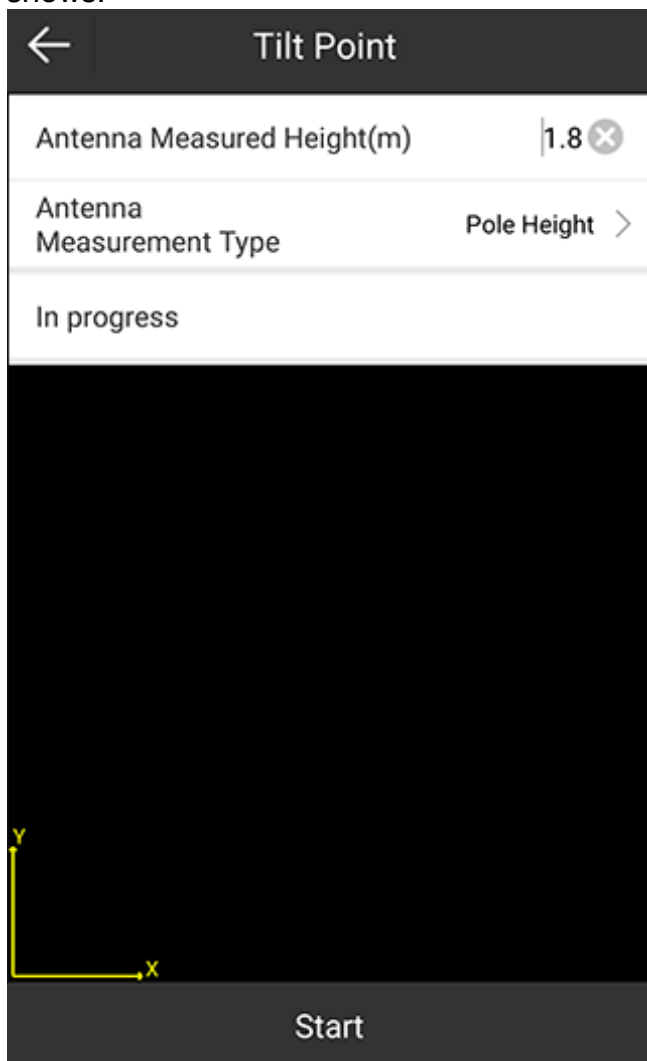 Tilt Point
Antenna Measured Height(m) 1.8
Antenna
Measurement Type Pole Height
In progress
Y
X
Start